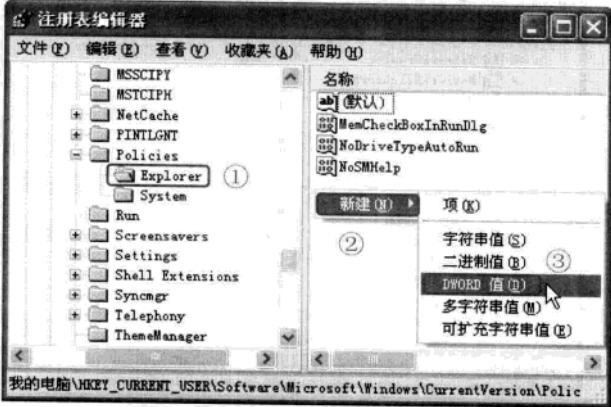 注册表编辑器
文件(F) 编辑(E) 查看(V) 收藏夹(A) 帮助(H)
MSSCIPY
MSTCIPH
NetCache
PINTLGNT
Policies
Explorer ①
System
Run
Screensavers
Settings
Shell Extensions
Syncmgr
Telephony
ThemeManager
名称
(默认)
MemCheckBoxInRunDlg
NoDriveTypeAutoRun
NoSMHelp
新建(N)
②
项(K)
字符串值(S)
二进制值(B) ③
DWORD 值(D)
多字符串值(M)
可扩充字符串值(E)
我的电脑\HKEY_CURRENT_USER\Software\Microsoft\Windows\CurrentVersion\Polic